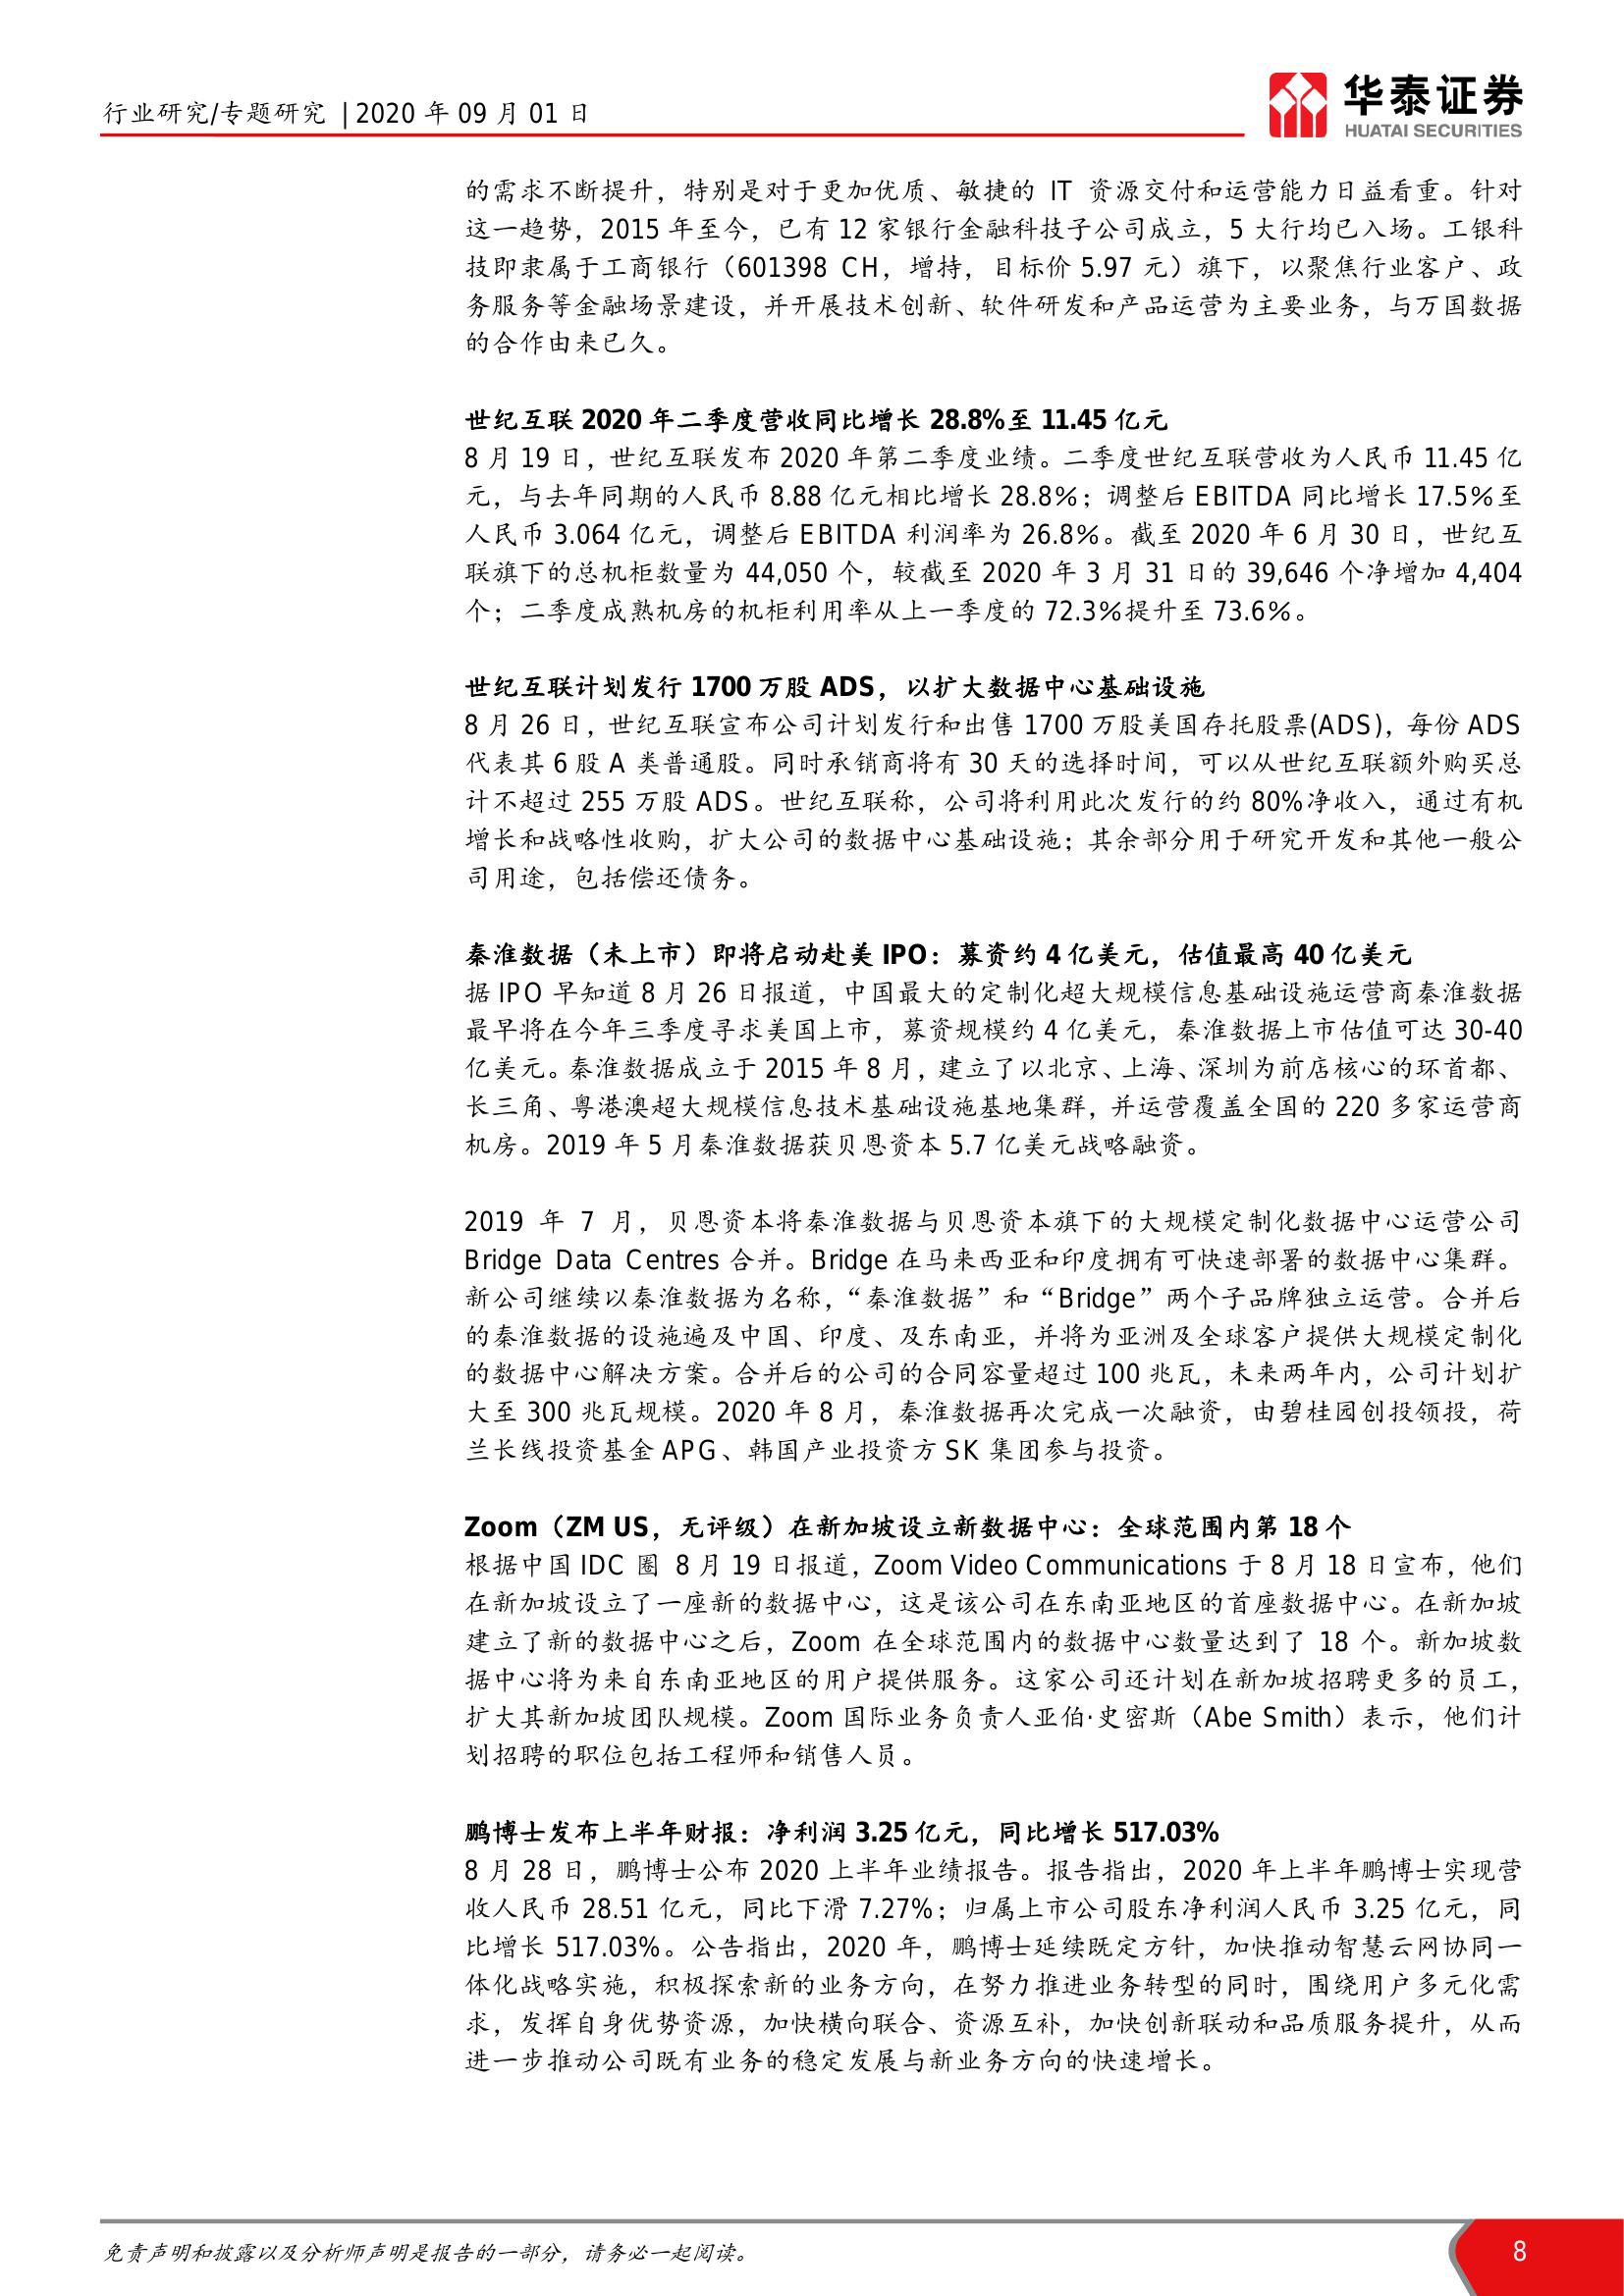 行业研究/专题研究 | 2020 年 09 月 01 日
华泰证券
HUATAI SECURITIES
的需求不断提升，特别是对于更加优质、敏捷的 IT 资源交付和运营能力日益看重。针对
这一趋势，2015 年至今，已有 12 家银行金融科技子公司成立，5 大行均已入场。工银科
技即隶属于工商银行（601398 CH，增持，目标价 5.97 元）旗下，以聚焦行业客户、政
务服务等金融场景建设，并开展技术创新、软件研发和产品运营为主要业务，与万国数据
的合作由来已久。
世纪互联 2020 年二季度营收同比增长 28.8%至 11.45 亿元
8 月 19 日，世纪互联发布 2020 年第二季度业绩。二季度世纪互联营收为人民币 11.45 亿
元，与去年同期的人民币 8.88 亿元相比增长 28.8%；调整后 EBITDA 同比增长 17.5%至
人民币 3.064 亿元，调整后 EBITDA 利润率为 26.8%。截至 2020 年 6 月 30 日，世纪互
联旗下的总机柜数量为 44,050 个，较截至 2020 年 3 月 31 日的 39,646 个净增加 4,404
个；二季度成熟机房的机柜利用率从上一季度的 72.3%提升至 73.6%。
世纪互联计划发行 1700 万股 ADS，以扩大数据中心基础设施
8 月 26 日，世纪互联宣布公司计划发行和出售 1700 万股美国存托股票(ADS)，每份 ADS
代表其 6 股 A 类普通股。同时承销商将有 30 天的选择时间，可以从世纪互联额外购买总
计不超过 255 万股 ADS。世纪互联称，公司将利用此次发行的约 80%净收入，通过有机
增长和战略性收购，扩大公司的数据中心基础设施；其余部分用于研究开发和其他一般公
司用途，包括偿还债务。
秦淮数据（未上市）即将启动赴美 IPO：募资约 4 亿美元，估值最高 40 亿美元
据 IPO 早知道 8 月 26 日报道，中国最大的定制化超大规模信息基础设施运营商秦淮数据
最早将在今年三季度寻求美国上市，募资规模约 4 亿美元，秦淮数据上市估值可达 30-40
亿美元。秦淮数据成立于 2015 年 8 月，建立了以北京、上海、深圳为前店核心的环首都、
长三角、粤港澳超大规模信息技术基础设施基地集群，并运营覆盖全国的 220 多家运营商
机房。2019 年 5 月秦淮数据获贝恩资本 5.7 亿美元战略融资。
2019 年 7 月，贝恩资本将秦淮数据与贝恩资本旗下的大规模定制化数据中心运营公司
Bridge Data Centres 合并。Bridge 在马来西亚和印度拥有可快速部署的数据中心集群。
新公司继续以秦淮数据为名称，“秦淮数据”和“Bridge”两个子品牌独立运营。合并后
的秦淮数据的设施遍及中国、印度、及东南亚，并将为亚洲及全球客户提供大规模定制化
的数据中心解决方案。合并后的公司的合同容量超过 100 兆瓦，未来两年内，公司计划扩
大至 300 兆瓦规模。2020 年 8 月，秦淮数据再次完成一次融资，由碧桂园创投领投，荷
兰长线投资基金 APG、韩国产业投资方 SK 集团参与投资。
Zoom（ZM US，无评级）在新加坡设立新数据中心：全球范围内第 18 个
根据中国 IDC 圈 8 月 19 日报道，Zoom Video Communications 于 8 月 18 日宣布，他们
在新加坡设立了一座新的数据中心，这是该公司在东南亚地区的首座数据中心。在新加坡
建立了新的数据中心之后，Zoom 在全球范围内的数据中心数量达到了 18 个。新加坡数
据中心将为来自东南亚地区的用户提供服务。这家公司还计划在新加坡招聘更多的员工，
扩大其新加坡团队规模。Zoom 国际业务负责人亚伯·史密斯（Abe Smith）表示，他们计
划招聘的职位包括工程师和销售人员。
鹏博士发布上半年财报：净利润 3.25 亿元，同比增长 517.03%
8 月 28 日，鹏博士公布 2020 上半年业绩报告。报告指出，2020 年上半年鹏博士实现营
收人民币 28.51 亿元，同比下滑 7.27%；归属上市公司股东净利润人民币 3.25 亿元，同
比增长 517.03%。公告指出，2020 年，鹏博士延续既定方针，加快推动智慧云网协同一
体化战略实施，积极探索新的业务方向，在努力推进业务转型的同时，围绕用户多元化需
求，发挥自身优势资源，加快横向联合、资源互补，加快创新联动和品质服务提升，从而
进一步推动公司既有业务的稳定发展与新业务方向的快速增长。
免责声明和披露以及分析师声明是报告的一部分，请务必一起阅读。
8